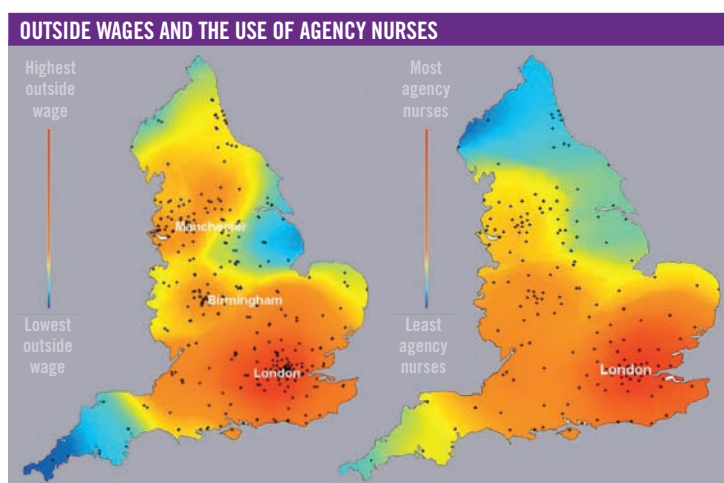 OUTSIDE WAGES AND THE USE OF AGENCY NURSES
Highest
outside
wage
Manchester
Birmingham
London
Lowest
outside
wage
Most
agency
nurses
London
Least
agency
nurses